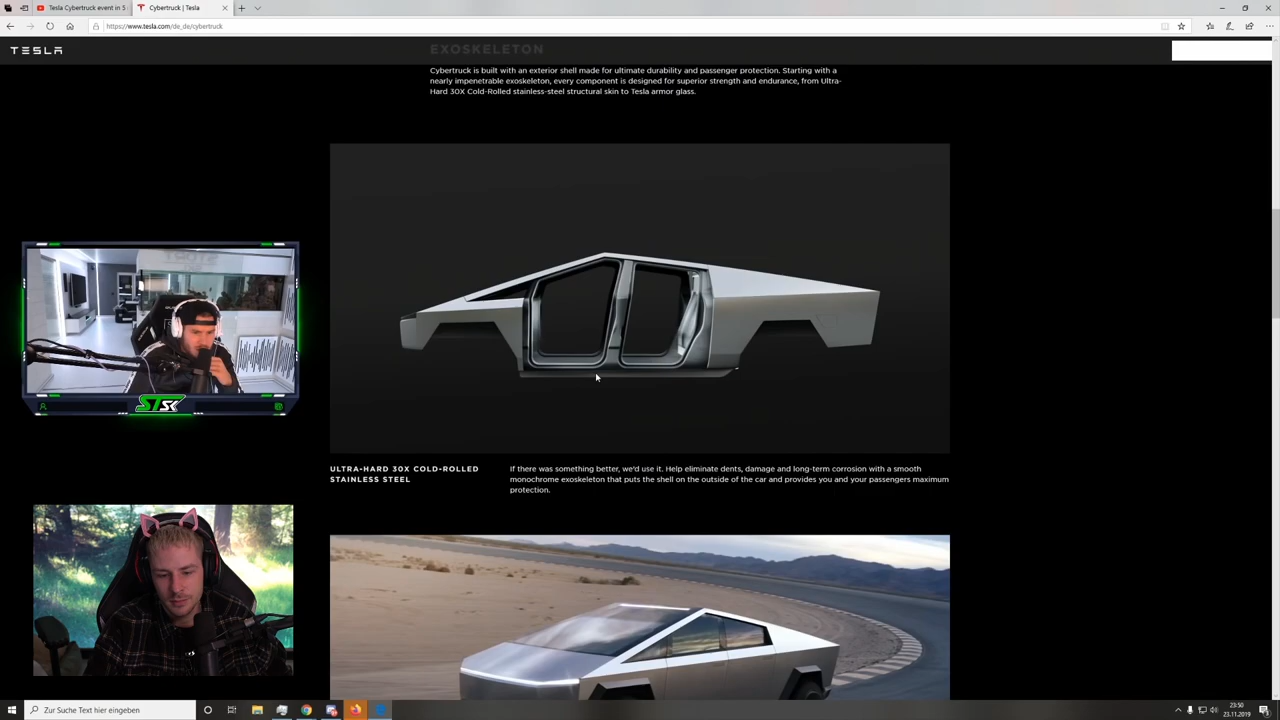 Tesla Cybertruck event in 5
Cybertruck | Tesla
https://www.tesla.com/de_de/cybertruck
TESLA
EXOSKELETON
Cybertruck is built with an exterior shell made for ultimate durability and passenger protection. Starting with a
nearly impenetrable exoskeleton, every component is designed for superior strength and endurance, from Ultra-
Hard 30X Cold-Rolled stainless-steel structural skin to Tesla armor glass.
STSK
ULTRA-HARD 30X COLD-ROLLED
STAINLESS STEEL
If there was something better, we'd use it. Help eliminate dents, damage and long-term corrosion with a smooth
monochrome exoskeleton that puts the shell on the outside of the car and provides you and your passengers maximum
protection.
Zur Suche Text hier eingeben
23:50
23.11.2019